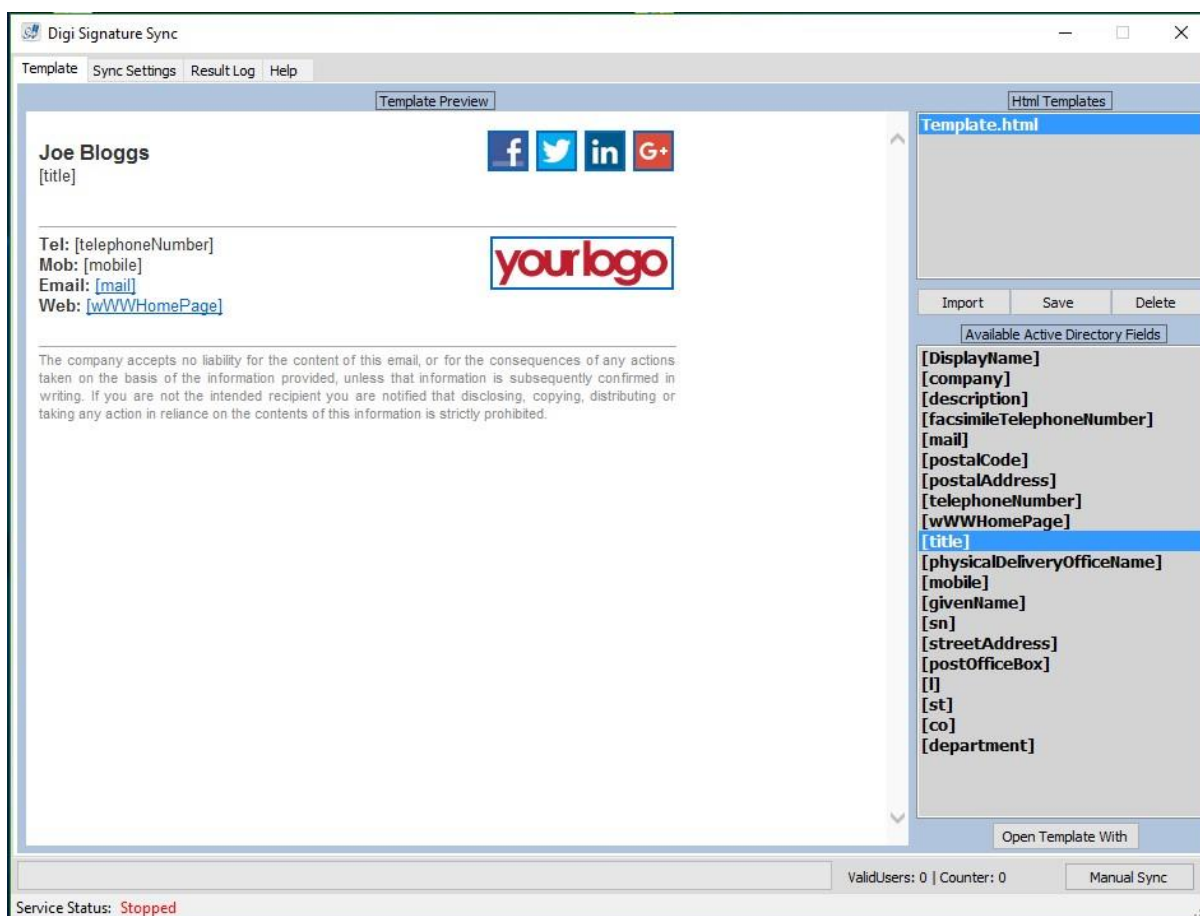 Digi Signature Sync
Template Sync Settings Result Log Help
Template Preview
Joe Bloggs
[title]
f in G+
Tel: [telephoneNumber]
Mob: [mobile]
Email: [mail]
Web: [wWWHomePage]
yourlogo
The company accepts no liability for the content of this email, or for the consequences of any actions
taken on the basis of the information provided, unless that information is subsequently confirmed in
writing. If you are not the intended recipient you are notified that disclosing, copying, distributing or
taking any action in reliance on the contents of this information is strictly prohibited.
Html Templates
Template.html
Import Save Delete
Available Active Directory Fields
[DisplayName]
[company]
[description]
[facsimileTelephoneNumber]
[mail]
[postalCode]
[postalAddress]
[telephoneNumber]
[wWWHomePage]
[title]
[physicalDeliveryOfficeName]
[mobile]
[givenName]
[sn]
[streetAddress]
[postOfficeBox]
[l]
[st]
[co]
[department]
Open Template With
ValidUsers: 0 | Counter: 0
Manual Sync
Service Status: Stopped